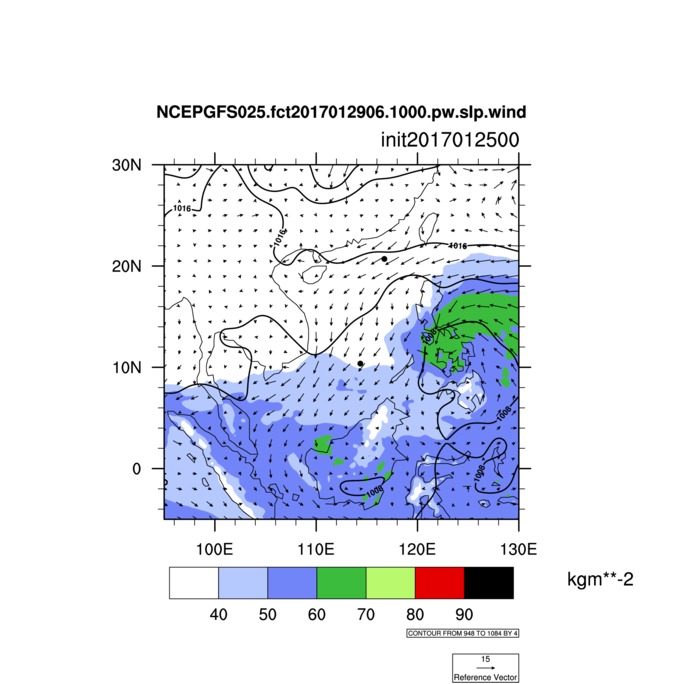 NCEPGFS025.fct2017012906.1000.pw.slp.wind
init2017012500
30N
1016
1016
1016
20N
1008
10N
1008
1008
0
1008
100E
110E
120E
130E
40
50
60
70
80
90
kgm**-2
CONTOUR FROM 948 TO 1084 BY 4
15
Reference Vector